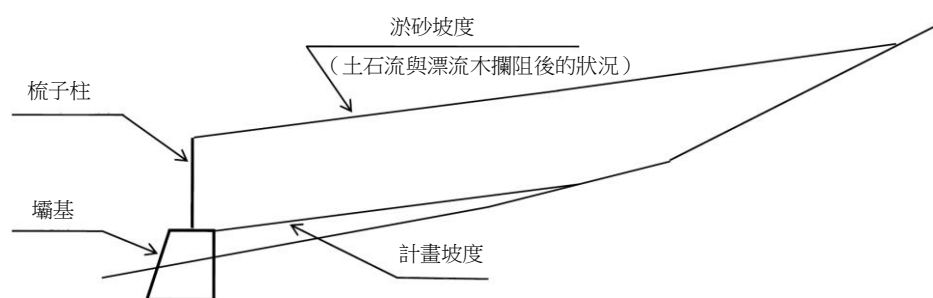 淤砂坡度
（土石流與漂流木攔阻後的狀況）
梳子柱
壩基
計畫坡度